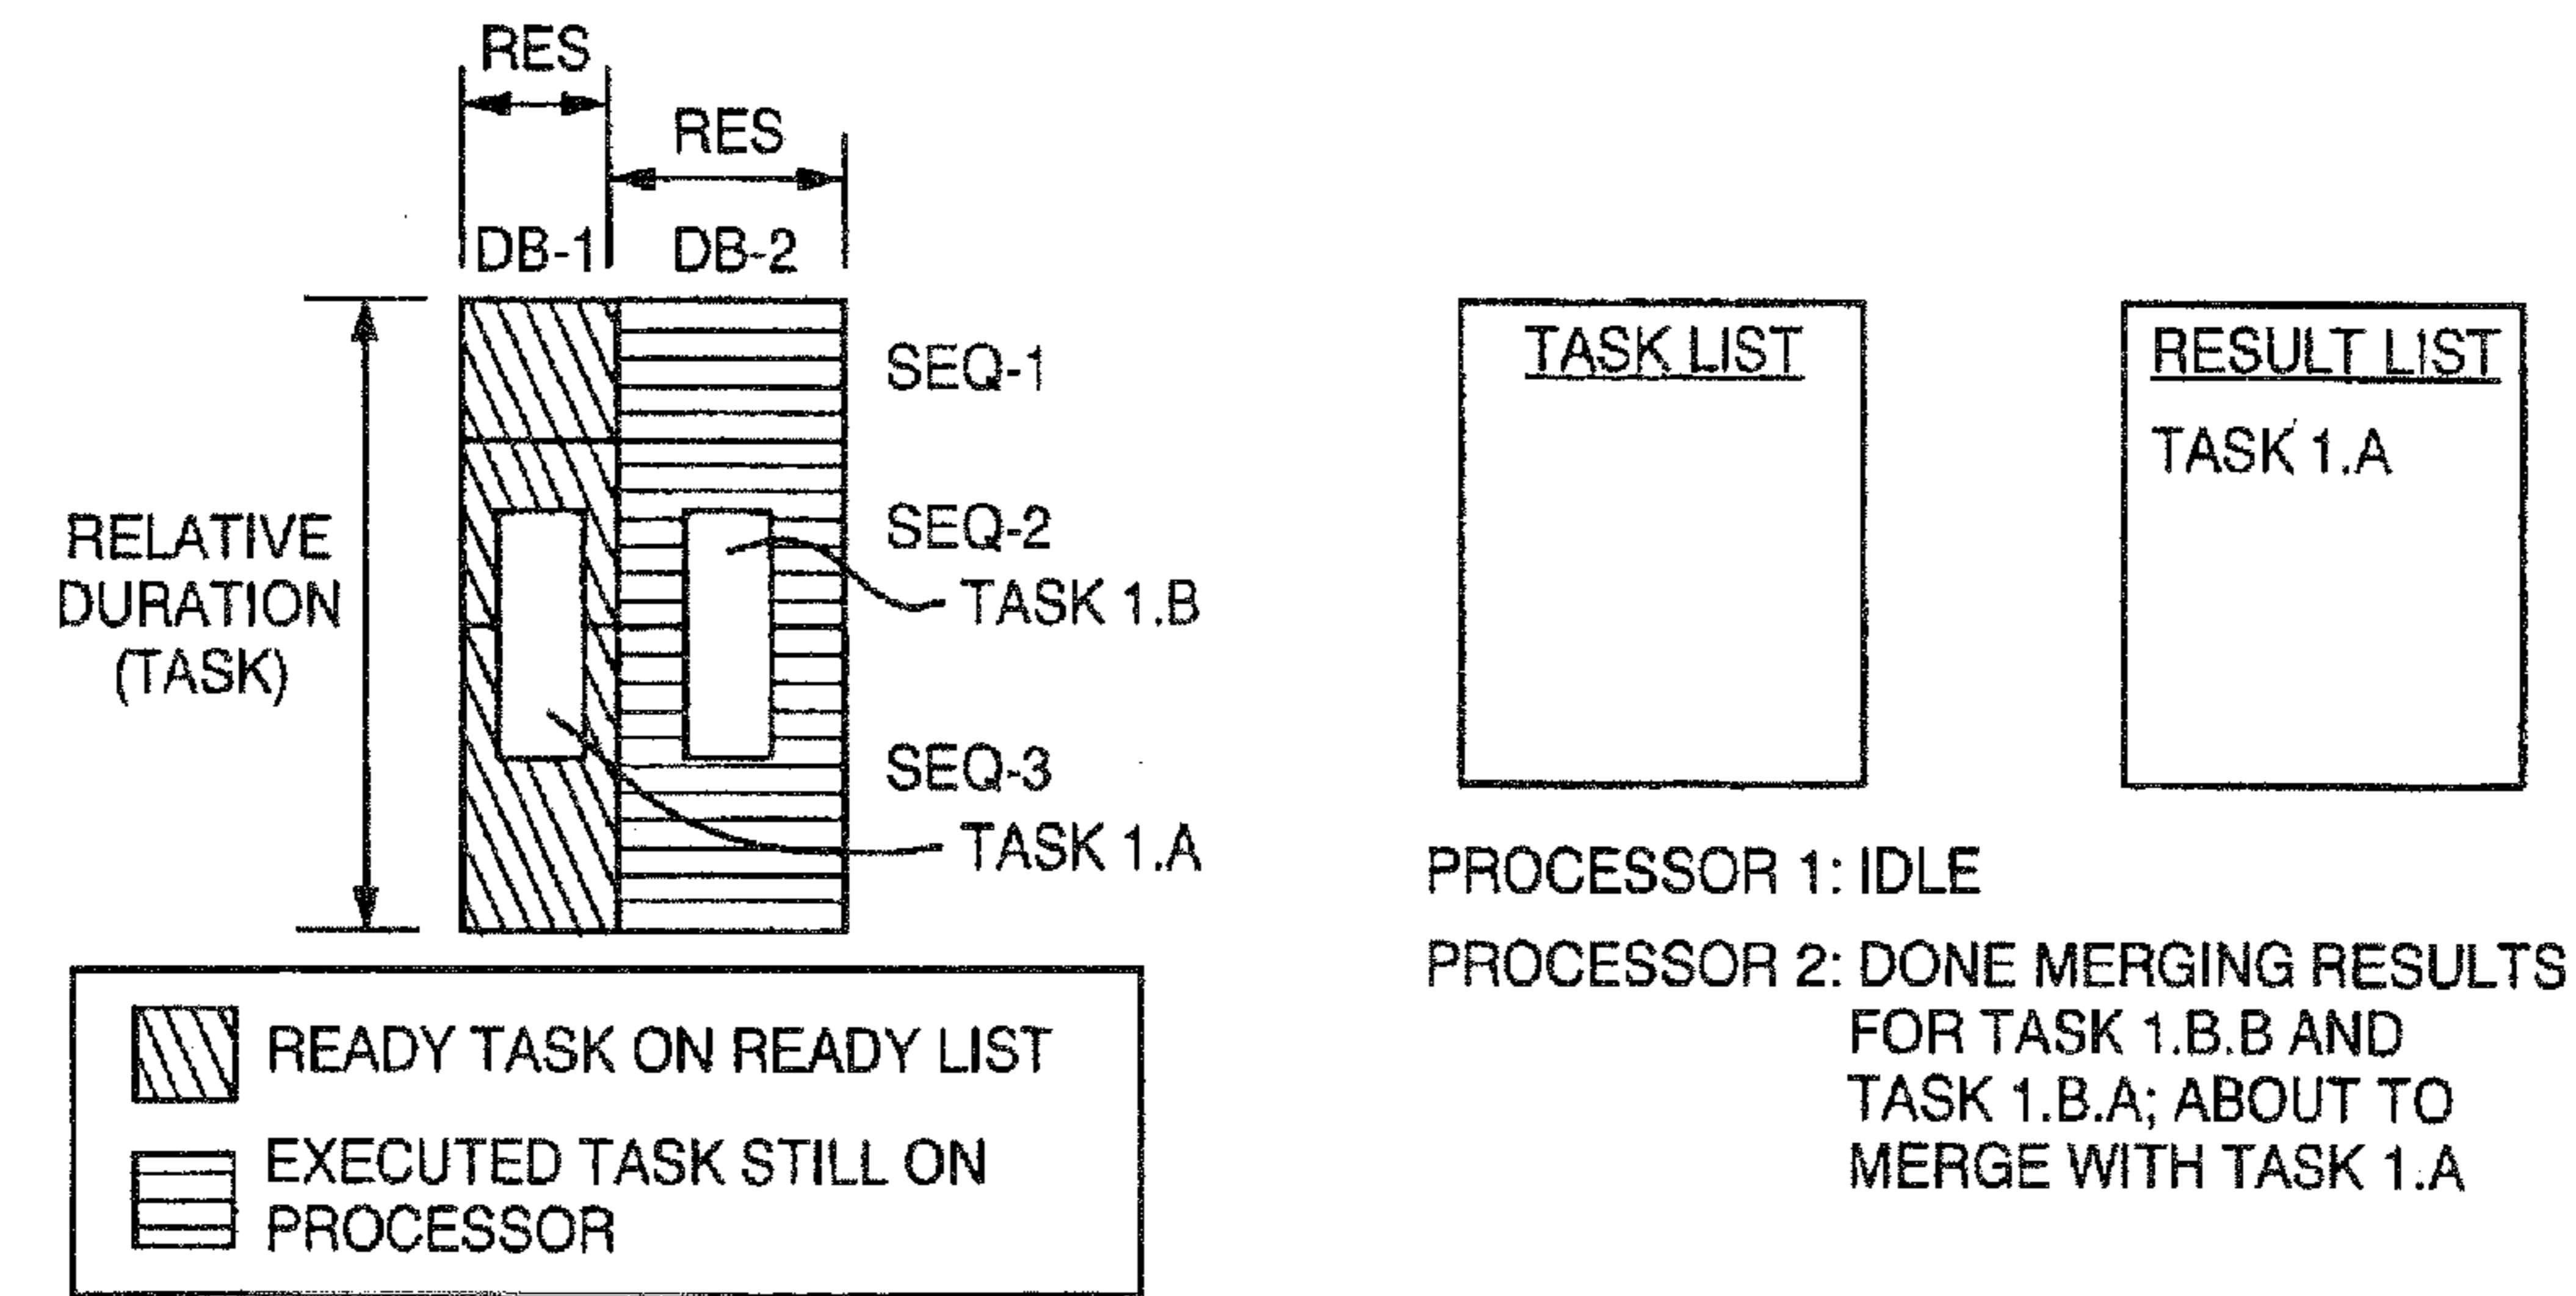 RES
RES
DB-1
DB-2
SEQ-1
SEQ-2
TASK 1.B
SEQ-3
TASK 1.A
RELATIVE
DURATION
(TASK)
READY TASK ON READY LIST
EXECUTED TASK STILL ON
PROCESSOR
TASK LIST
RESULT LIST
TASK 1.A
PROCESSOR 1: IDLE
PROCESSOR 2: DONE MERGING RESULTS
FOR TASK 1.B.B AND
TASK 1.B.A; ABOUT TO
MERGE WITH TASK 1.A